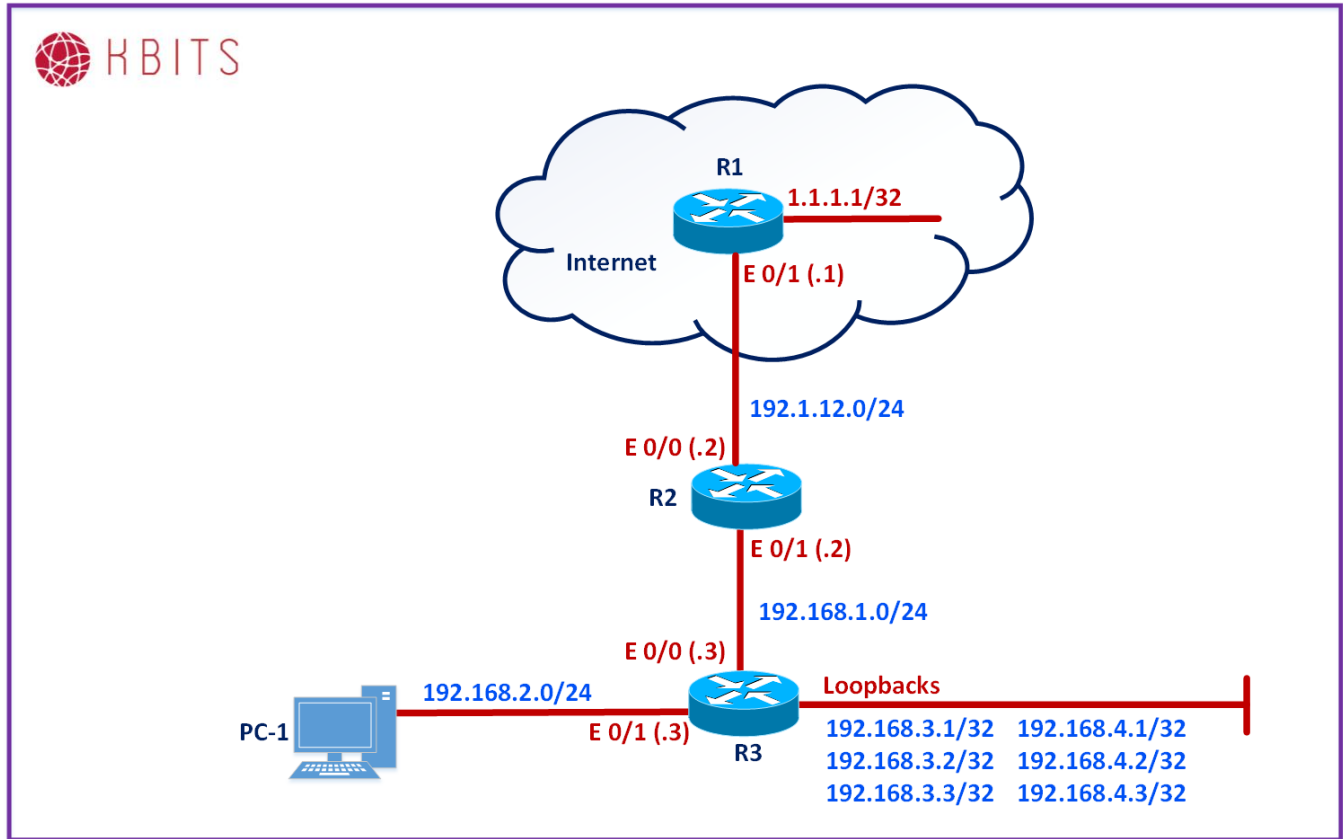 KBITS
R1
1.1.1.1/32
Internet
E 0/1 (.1)
192.1.12.0/24
E 0/0 (.2)
R2
E 0/1 (.2)
192.168.1.0/24
E 0/0 (.3)
192.168.2.0/24
Loopbacks
PC-1
E 0/1 (.3)
R3
192.168.3.1/32 192.168.4.1/32
192.168.3.2/32 192.168.4.2/32
192.168.3.3/32 192.168.4.3/32